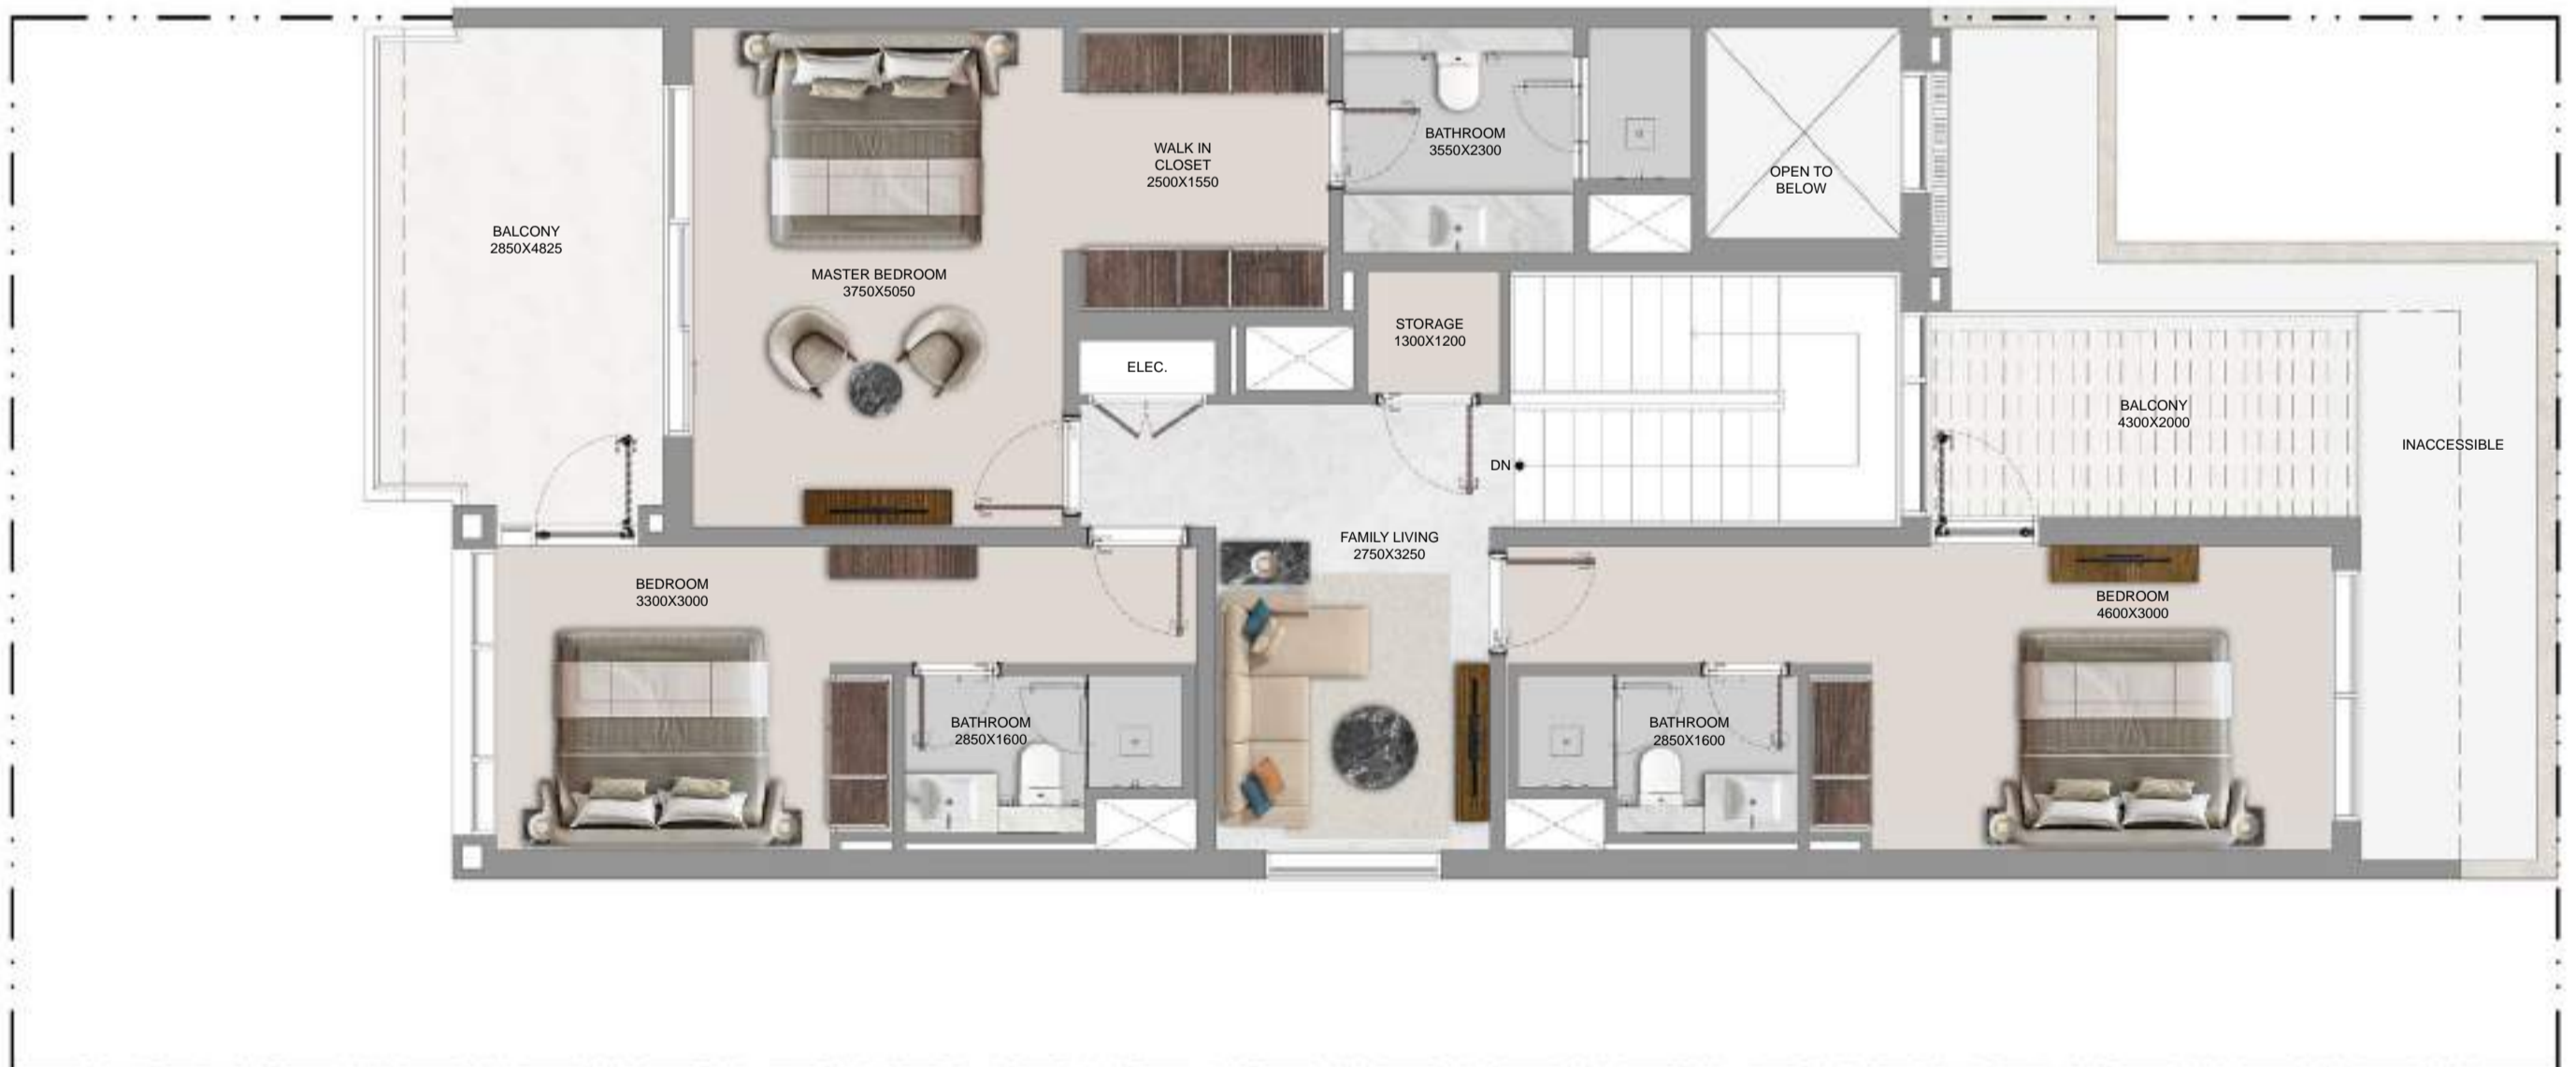 BALCONY
2850X4825
MASTER BEDROOM
3750X5050
WALK IN
CLOSET
2500X1550
BATHROOM
3550X2300
OPEN TO
BELOW
ELEC.
STORAGE
1300X1200
DN
BALCONY
4300X2000
INACCESSIBLE
BEDROOM
3300X3000
BATHROOM
2850X1600
FAMILY LIVING
2750X3250
BATHROOM
2850X1600
BEDROOM
4600X3000